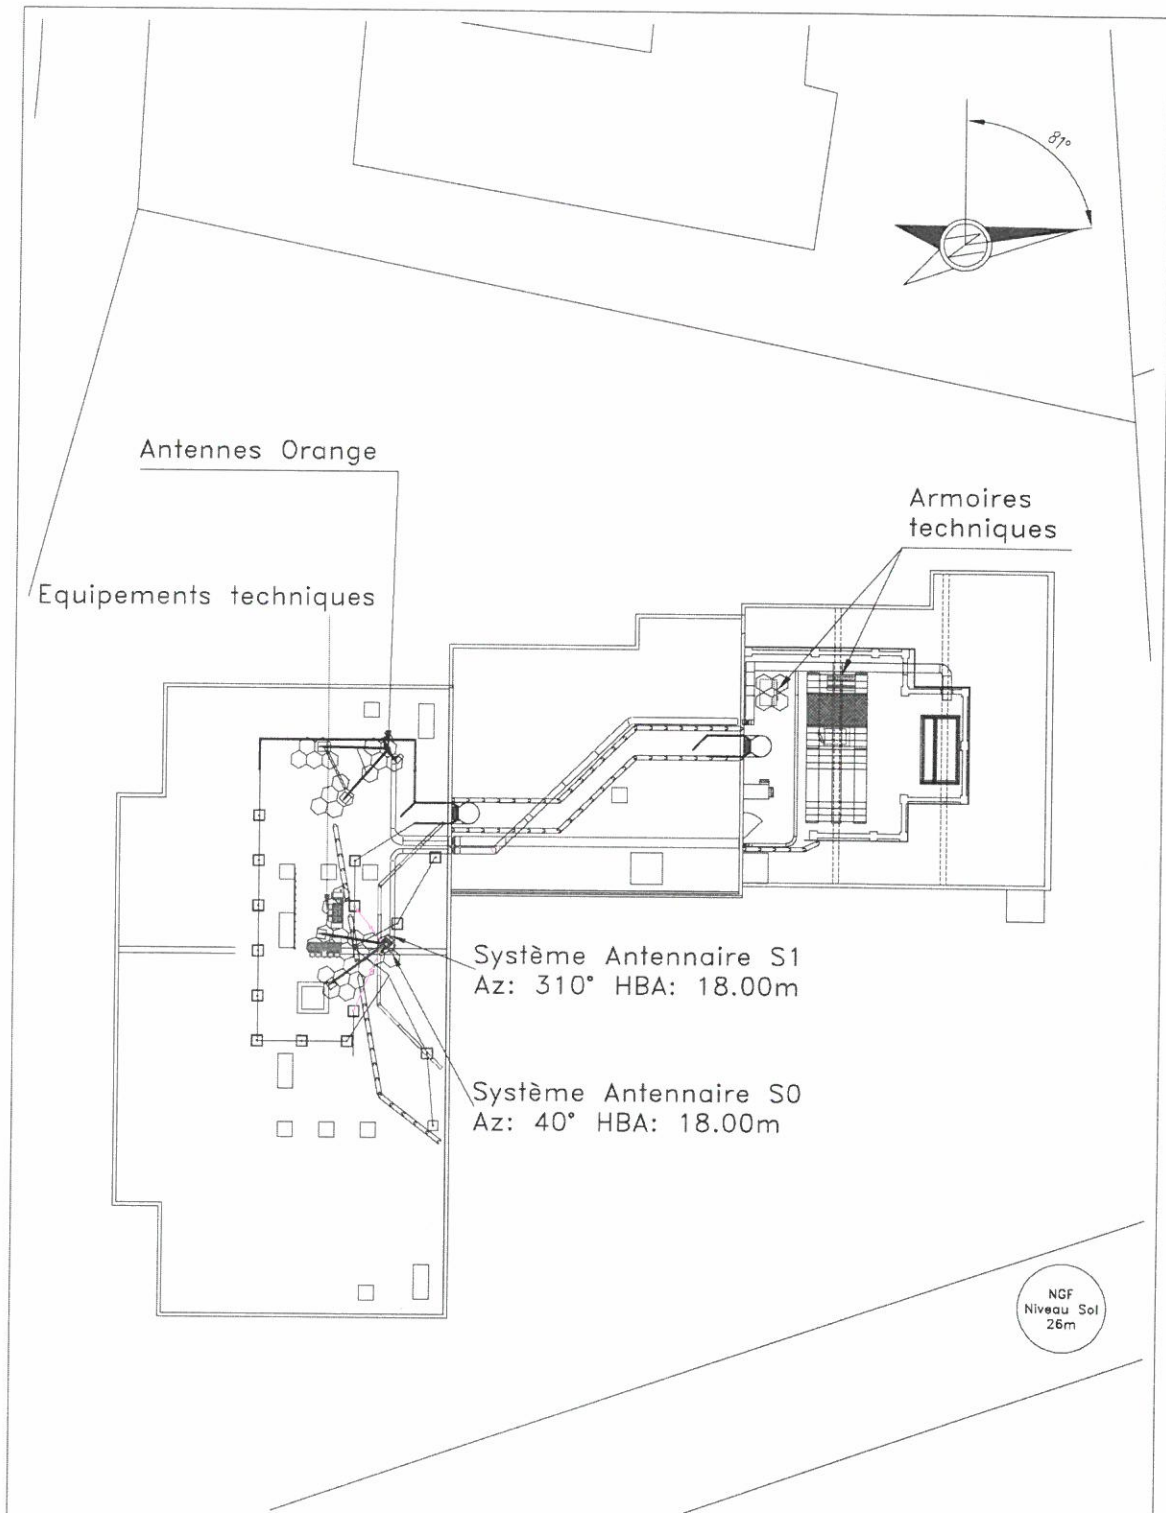 81°
Antennes Orange
Armoires
techniques
Equipements techniques
Système Antennaire S1
Az: 310° HBA: 18.00m
Système Antennaire S0
Az: 40° HBA: 18.00m
NGF
Niveau Sol
26m